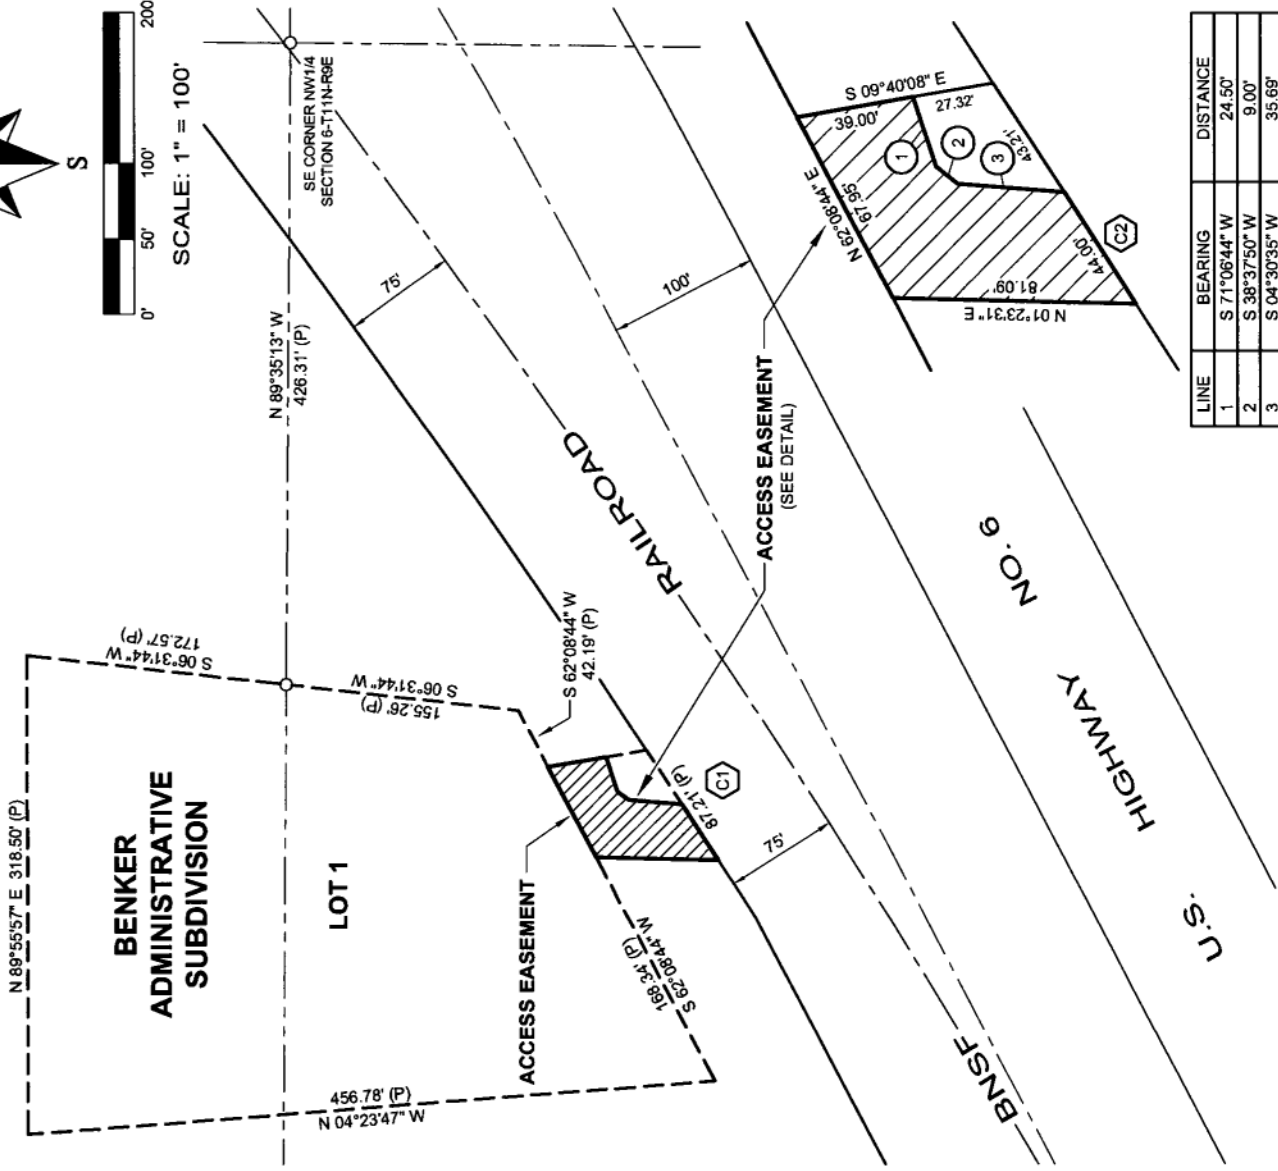 S
0' 50' 100' 200
SCALE: 1" = 100'
SE CORNER NW1/4
SECTION 6-T11N-R9E
N 89°35'13" W
426.31' (P)
N 89°55'57" E 318.50' (P)
S 06°31'44" W
172.57' (P)
S 06°31'44" W
155.26' (P)
BENKER
ADMINISTRATIVE
SUBDIVISION
LOT 1
S 62°08'44" W
42.19' (P)
ACCESS EASEMENT
168.34' (P)
S 62°08'44" W
456.78' (P)
N 04°23'47" W
87.21' (P)
C1
75'
75'
100'
BNSF RAILROAD
U.S. HIGHWAY NO. 6
ACCESS EASEMENT
(SEE DETAIL)
N 62°08'44" E
67.95'
S 09°40'08" E
39.00'
27.32'
1
2
3
43.21'
44.00'
81.09'
N 01°23'31" E
C2
LINE BEARING DISTANCE
1 S 71°06'44" W 24.50'
2 S 38°37'50" W 9.00'
3 S 04°30'35" W 35.69'